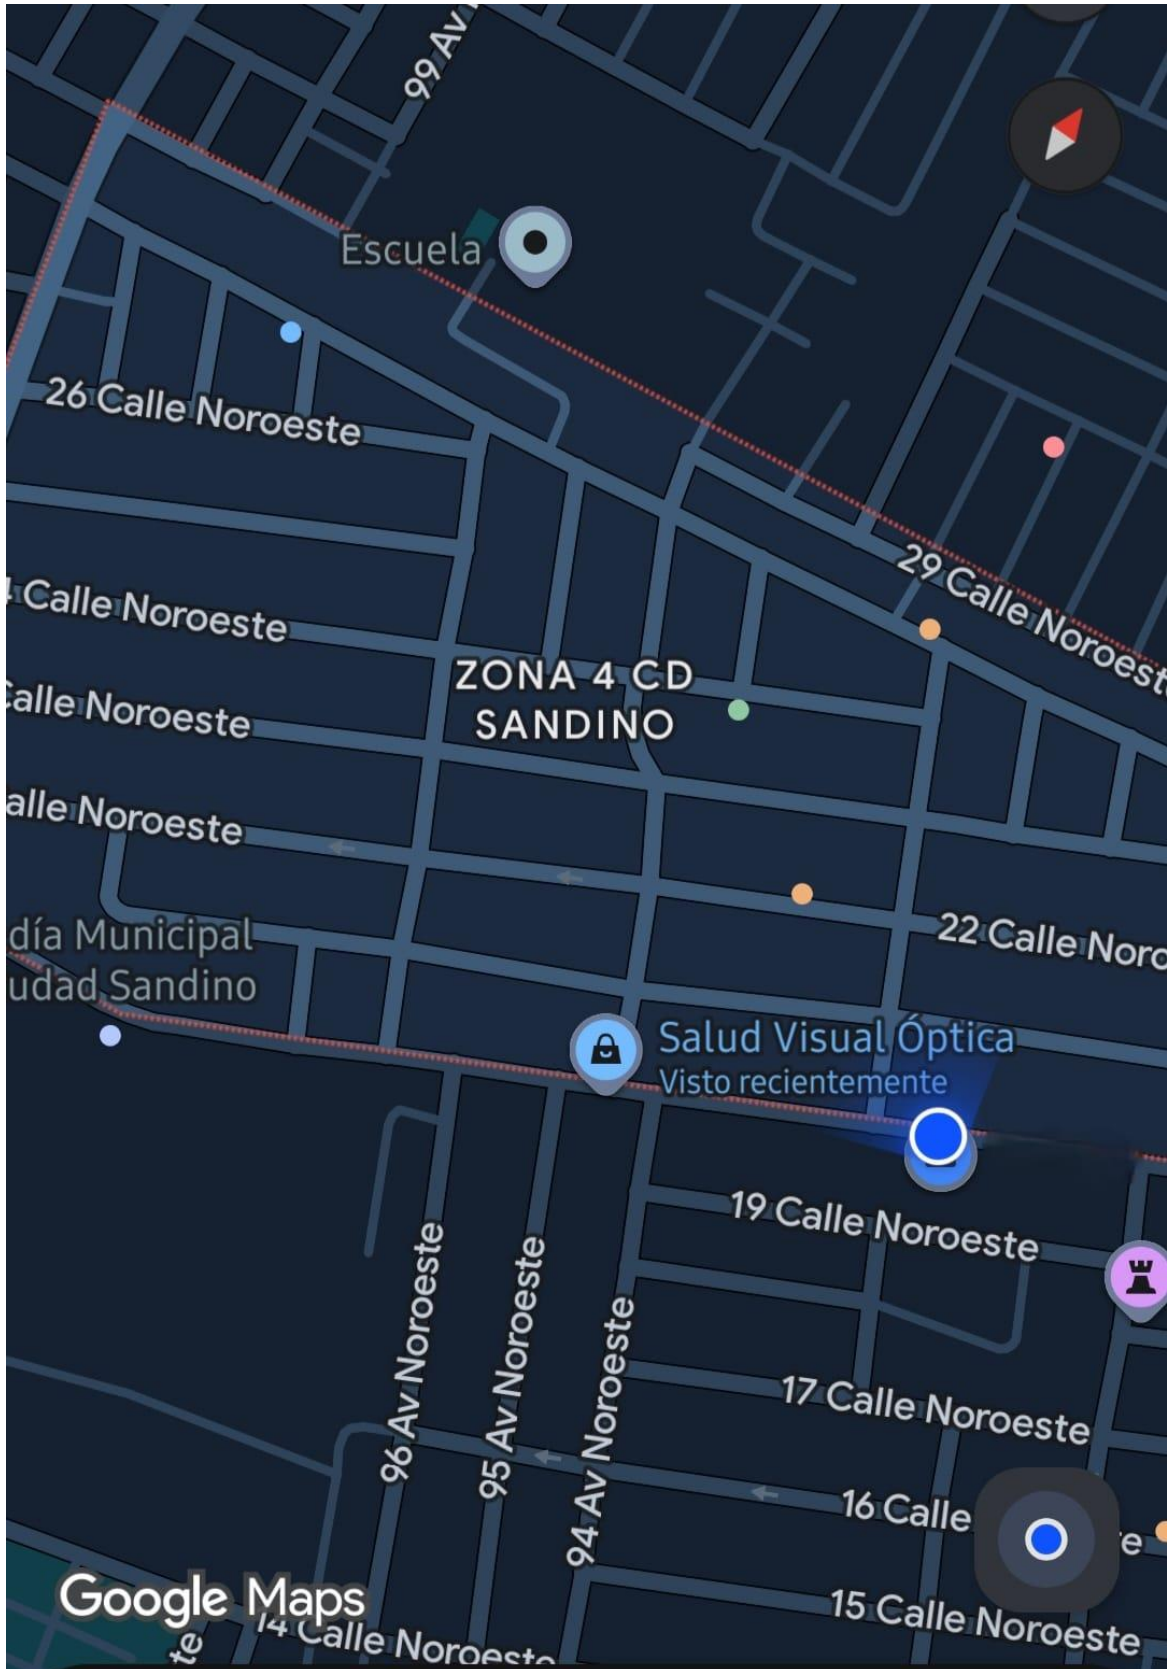 99 Av
Escuela
26 Calle Noroeste
29 Calle Noroest
Calle Noroeste
ZONA 4 CD
SANDINO
Calle Noroeste
alle Noroeste
22 Calle Noro
día Municipal
udad Sandino
Salud Visual Óptica
Visto recientemente
19 Calle Noroeste
96 Av Noroeste
95 Av Noroeste
94 Av Noroeste
17 Calle Noroeste
16 Calle
e
15 Calle Noroeste
Google Maps
14 Calle Noroeste
te